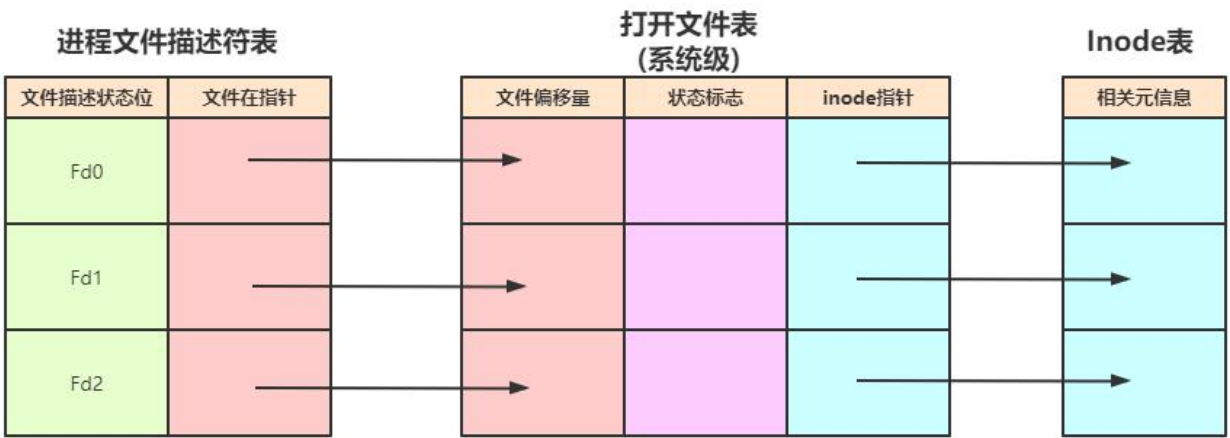 进程文件描述符表
打开文件表
(系统级)
Inode表
文件描述状态位
文件在指针
文件偏移量
状态标志
inode指针
相关元信息
Fd0
Fd1
Fd2